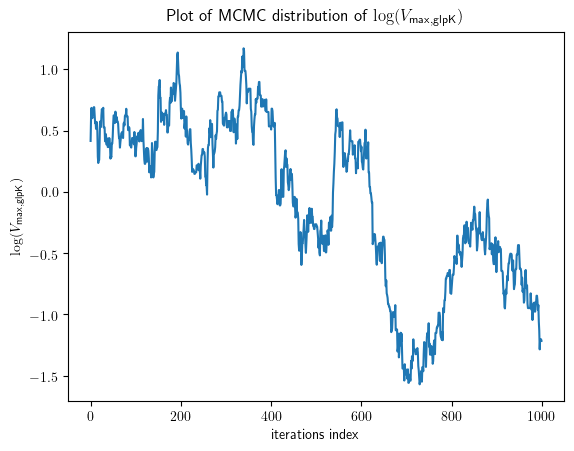 Plot of MCMC distribution of log(V_max,glpK)
1.0
0.5
0.0
−0.5
−1.0
−1.5
log(V_max,glpK)
0 200 400 600 800 1000
iterations index